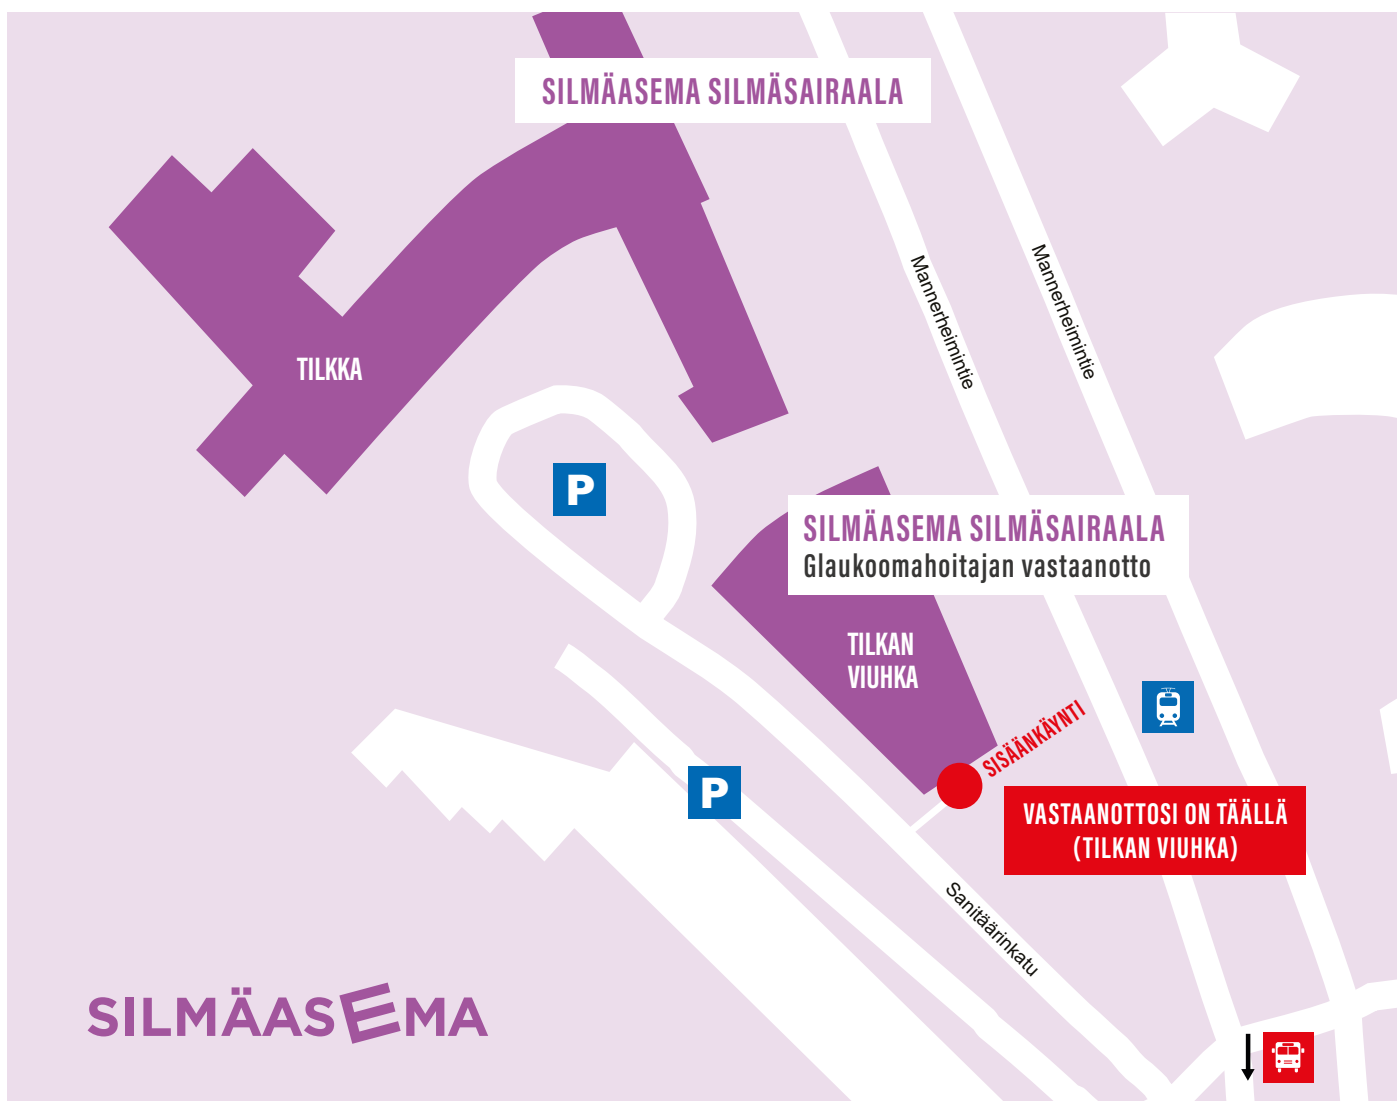 SILMÄASEMA SILMÄSAIRAALA
Mannerheimintie
Mannerheimintie
TILKKA
P
SILMÄASEMA SILMÄSAIRAALA
Glaukoomahoitajan vastaanotto
TILKAN
VIUHKA
SISÄÄNKÄYNTI
P
VASTAANOTTOSI ON TÄÄLLÄ
(TILKAN VIUHKA)
Sanitäärinkatu
SILMÄASEMA